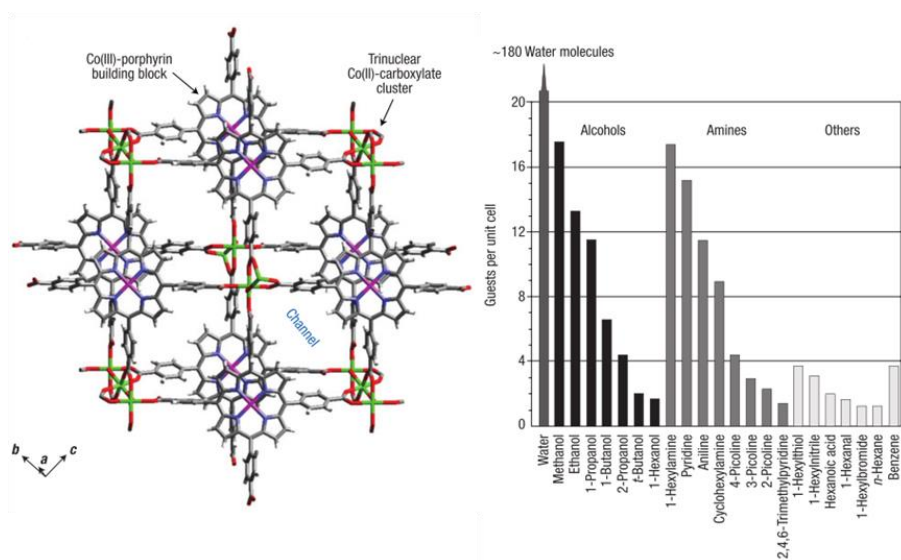 Co(III)-porphyrin
building block
Trinuclear
Co(II)-carboxylate
cluster
Channel
b
a
c
~180 Water molecules
20
16
12
8
4
0
Guests per unit cell
Alcohols
Amines
Others
Water
Methanol
Ethanol
1-Propanol
1-Butanol
2-Propanol
t-Butanol
1-Hexanol
1-Hexylamine
Pyridine
Aniline
Cyclohexylamine
4-Picoline
3-Picoline
2-Picoline
2,4,6-Trimethylpyridine
1-Hexylthiol
1-Hexylnitrile
Hexanoic acid
1-Hexanal
1-Hexylbromide
n-Hexane
Benzene